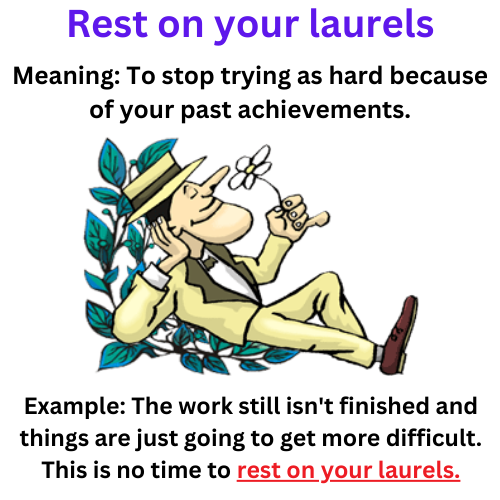 Rest on your laurels
Meaning: To stop trying as hard because
of your past achievements.
Example: The work still isn't finished and
things are just going to get more difficult.
This is no time to rest on your laurels.